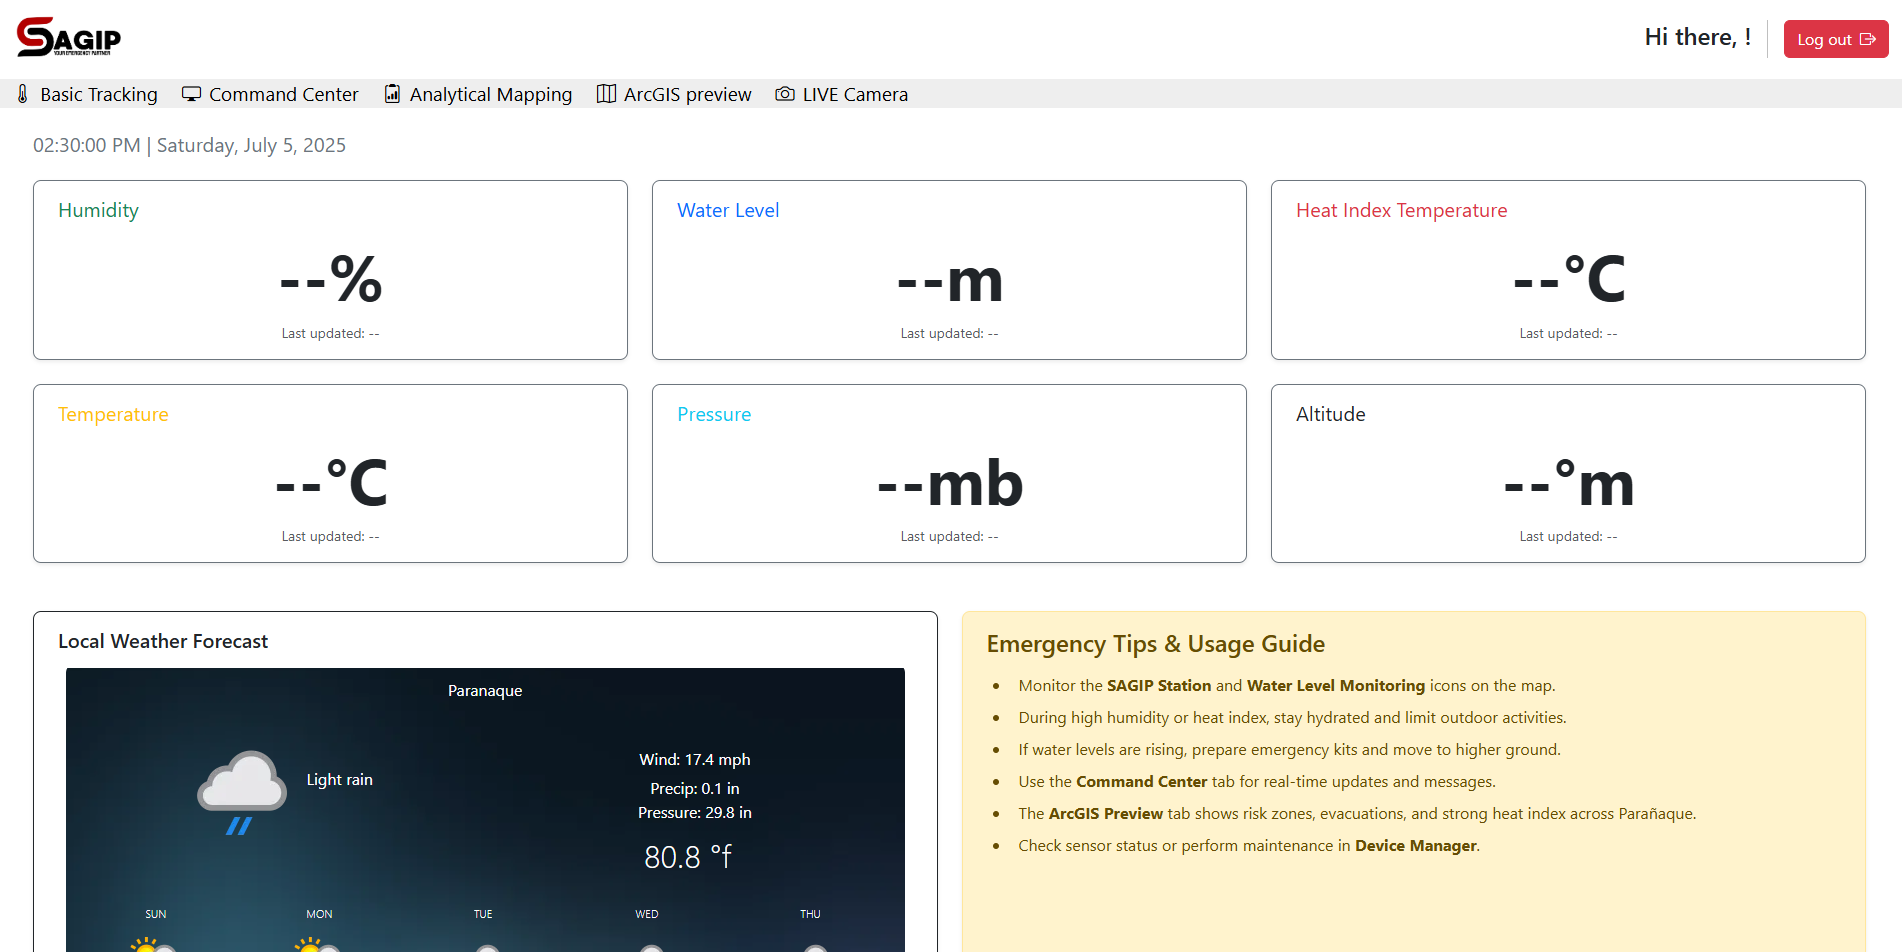 SAGIP
YOUR EMERGENCY PARTNER
Hi there, !
Log out
Basic Tracking
Command Center
Analytical Mapping
ArcGIS preview
LIVE Camera
02:30:00 PM | Saturday, July 5, 2025
Humidity
--%
Last updated: --
Water Level
--m
Last updated: --
Heat Index Temperature
--°C
Last updated: --
Temperature
--°C
Last updated: --
Pressure
--mb
Last updated: --
Altitude
--°m
Last updated: --
Local Weather Forecast
Paranaque
Light rain
Wind: 17.4 mph
Precip: 0.1 in
Pressure: 29.8 in
80.8 °f
SUN
MON
TUE
WED
THU
Emergency Tips & Usage Guide
• Monitor the SAGIP Station and Water Level Monitoring icons on the map.
• During high humidity or heat index, stay hydrated and limit outdoor activities.
• If water levels are rising, prepare emergency kits and move to higher ground.
• Use the Command Center tab for real-time updates and messages.
• The ArcGIS Preview tab shows risk zones, evacuations, and strong heat index across Parañaque.
• Check sensor status or perform maintenance in Device Manager.